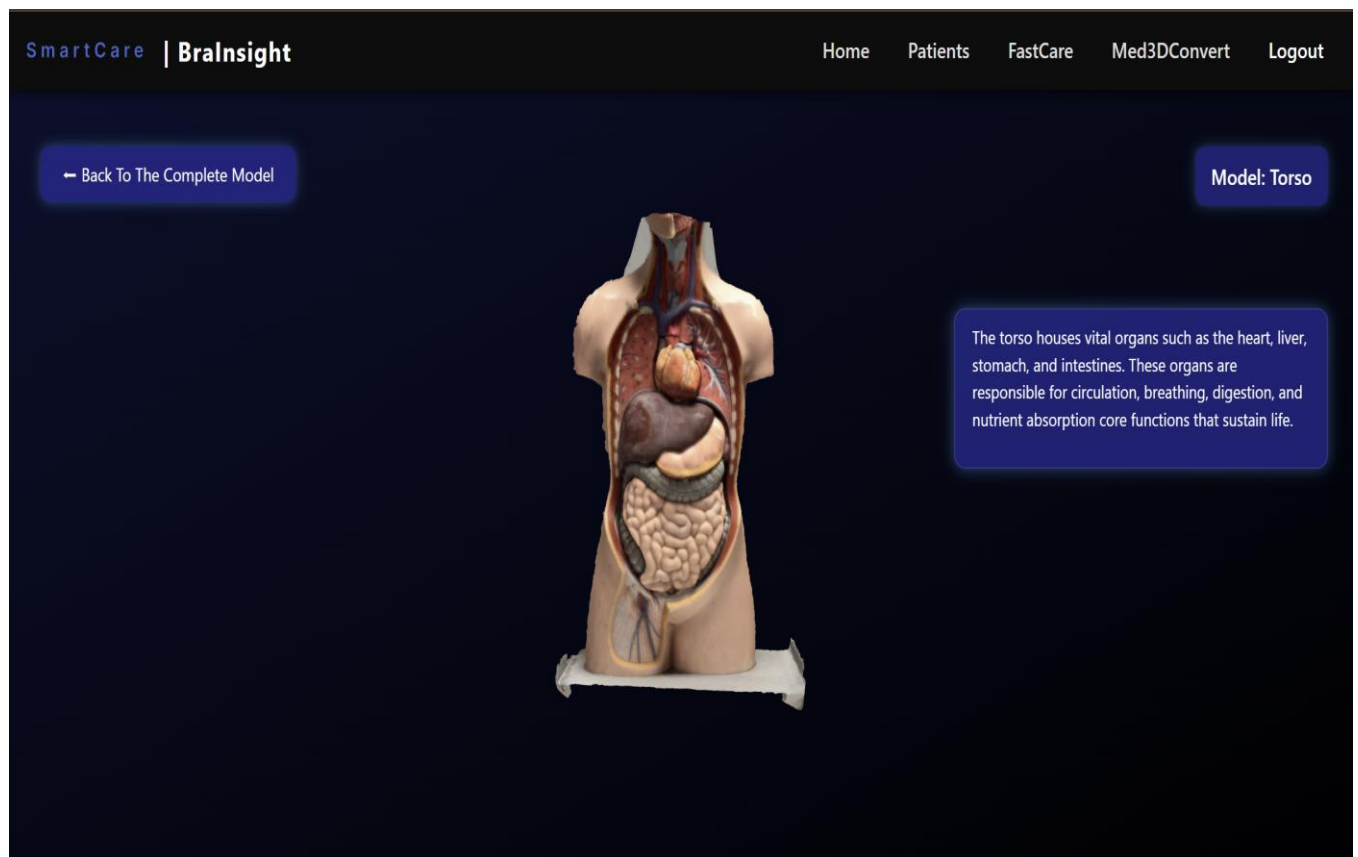 SmartCare | BraInsight Home Patients FastCare Med3DConvert Logout
← Back To The Complete Model
Model: Torso
The torso houses vital organs such as the heart, liver,
stomach, and intestines. These organs are
responsible for circulation, breathing, digestion, and
nutrient absorption core functions that sustain life.